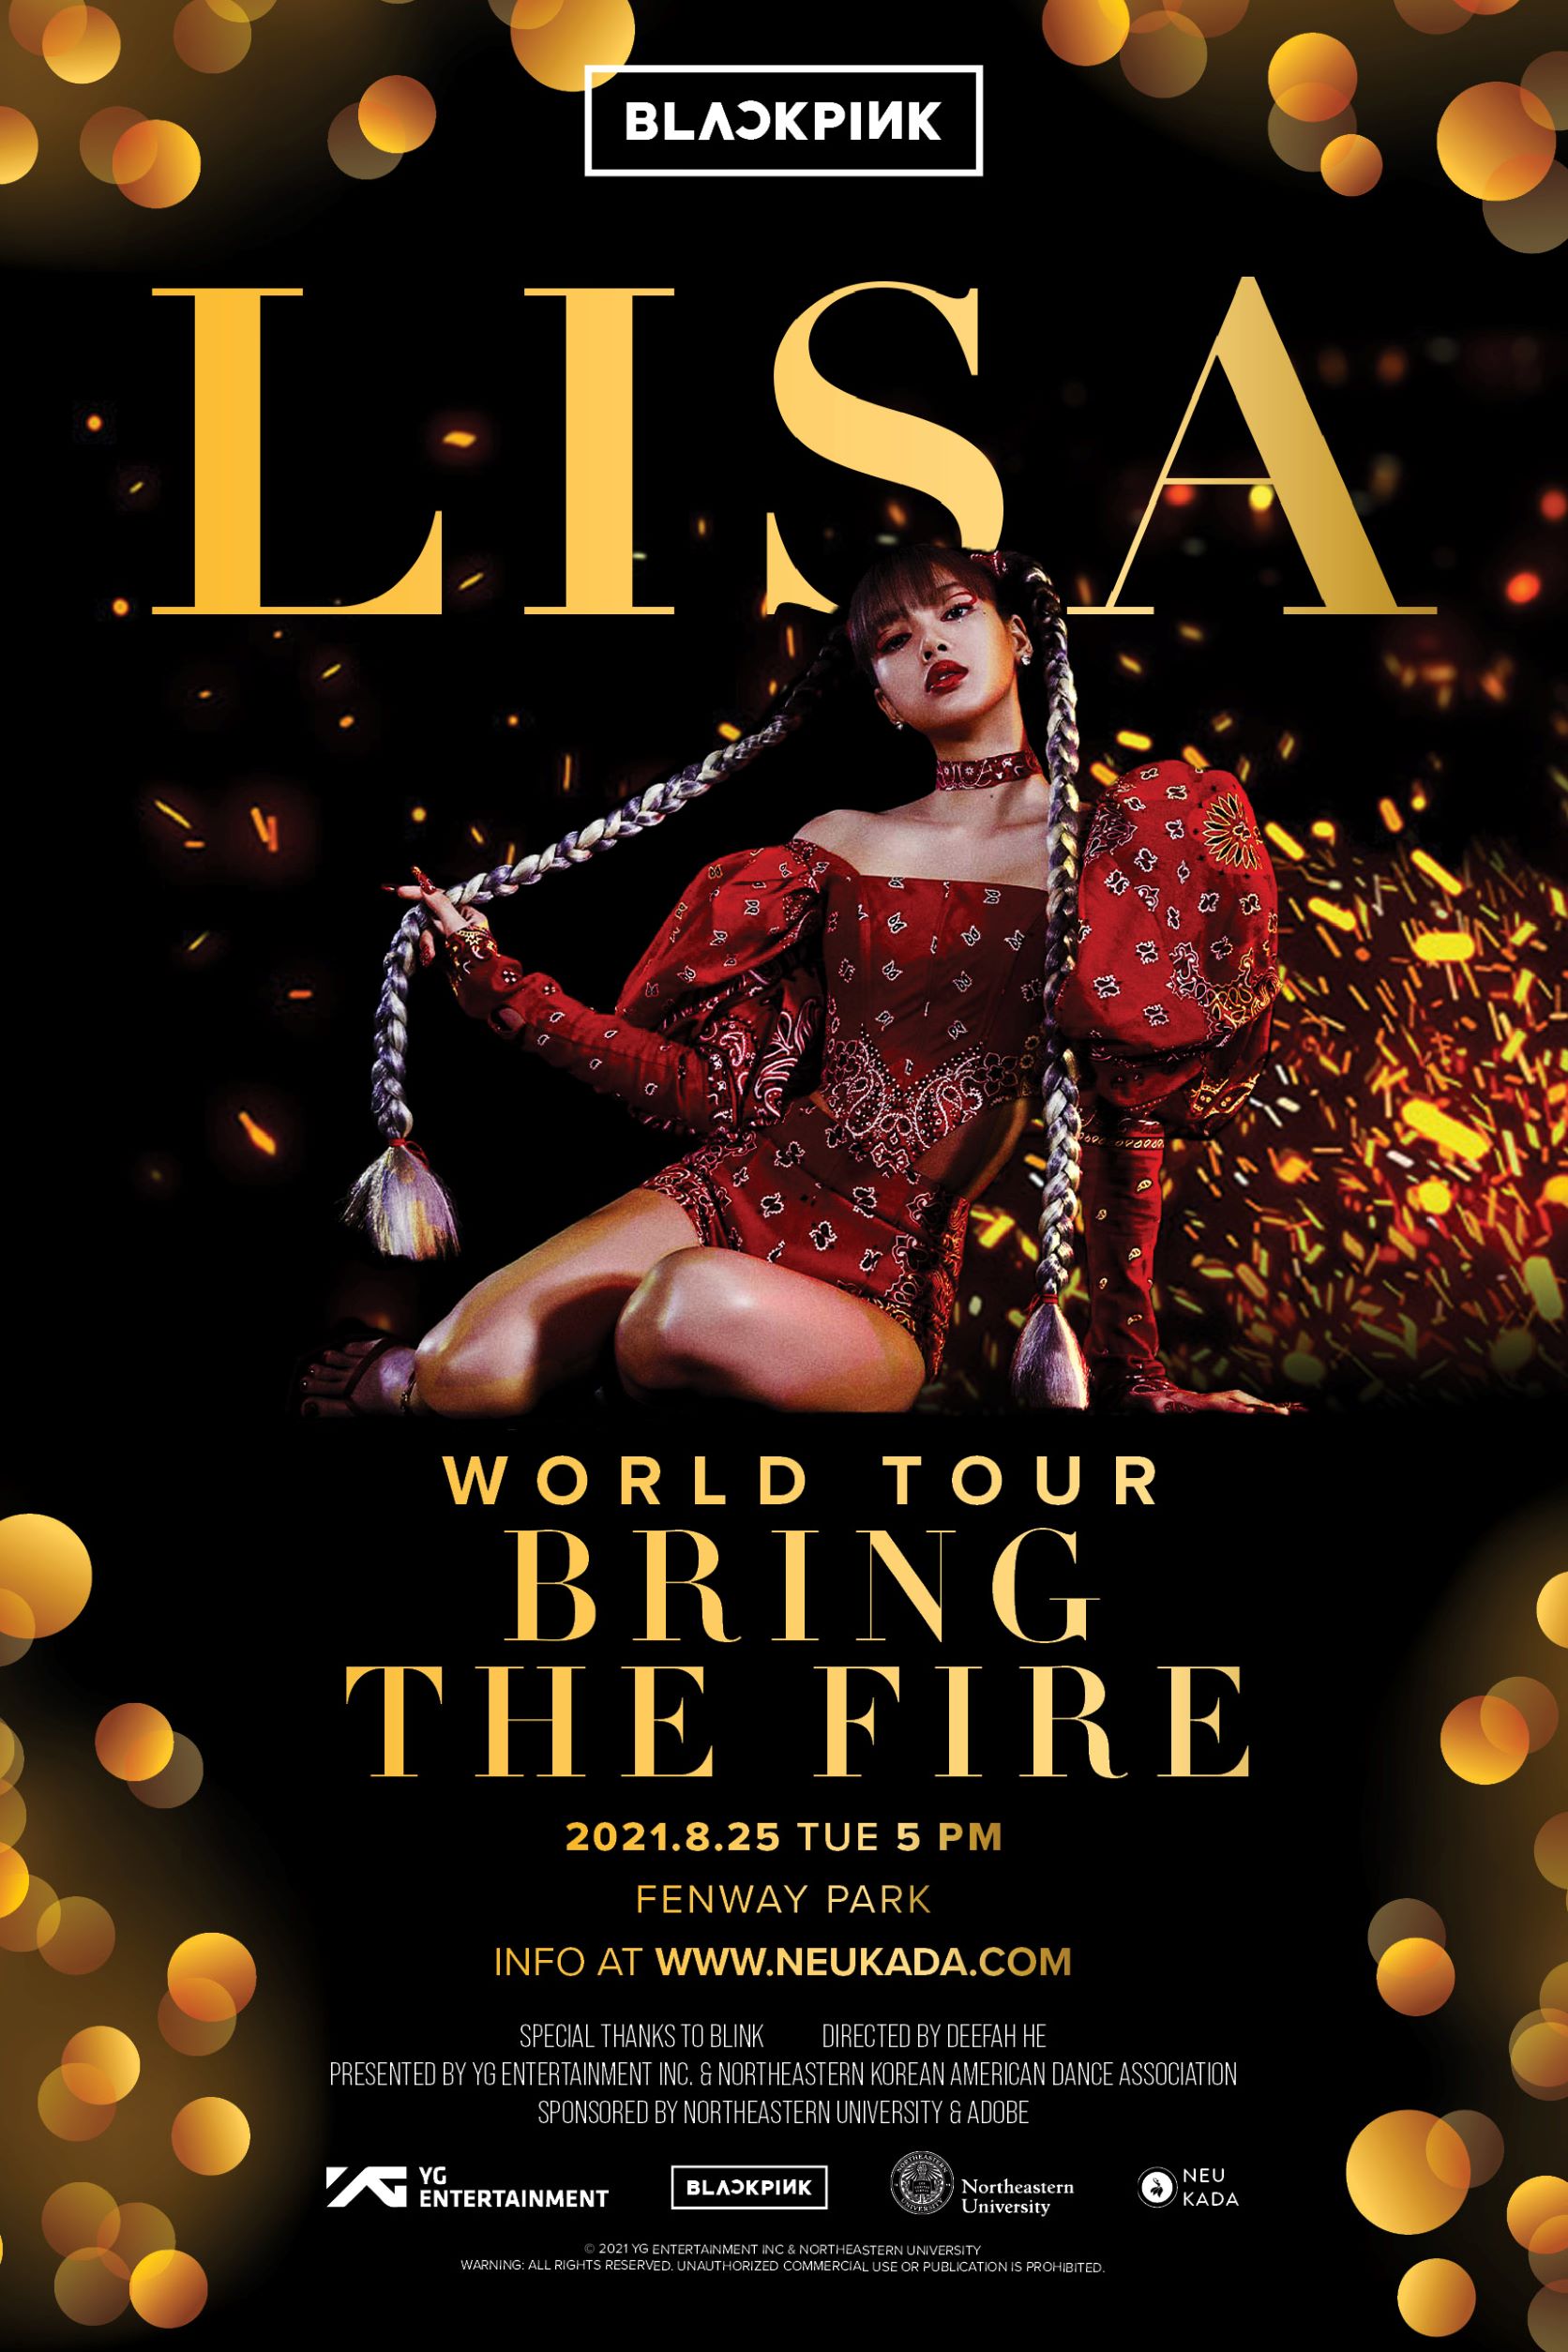 BLACKPINK
LISA
WORLD TOUR
BRING
THE FIRE
2021.8.25 TUE 5 PM
FENWAY PARK
INFO AT WWW.NEUKADA.COM
SPECIAL THANKS TO BLINK DIRECTED BY DEEFAH HE
PRESENTED BY YG ENTERTAINMENT INC. & NORTHEASTERN KOREAN AMERICAN DANCE ASSOCIATION
SPONSORED BY NORTHEASTERN UNIVERSITY & ADOBE
YG
ENTERTAINMENT
BLACKPINK
Northeastern
University
NEU
KADA
© 2021 YG ENTERTAINMENT INC & NORTHEASTERN UNIVERSITY
WARNING: ALL RIGHTS RESERVED. UNAUTHORIZED COMMERCIAL USE OR PUBLICATION IS PROHIBITED.